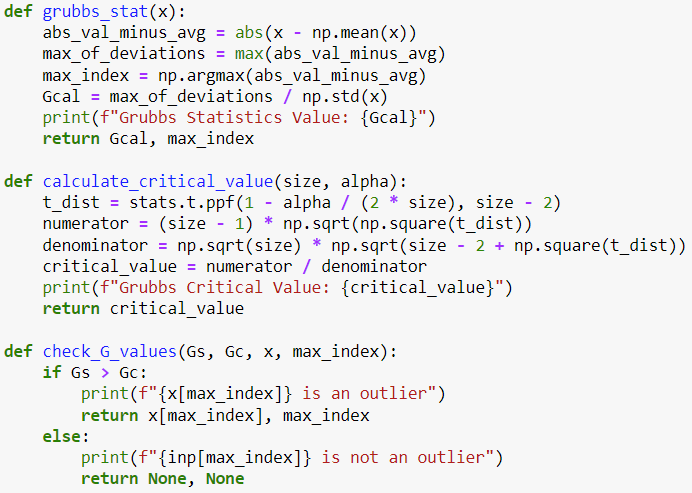 def grubbs_stat(x):
    abs_val_minus_avg = abs(x - np.mean(x))
    max_of_deviations = max(abs_val_minus_avg)
    max_index = np.argmax(abs_val_minus_avg)
    Gcal = max_of_deviations / np.std(x)
    print(f"Grubbs Statistics Value: {Gcal}")
    return Gcal, max_index

def calculate_critical_value(size, alpha):
    t_dist = stats.t.ppf(1 - alpha / (2 * size), size - 2)
    numerator = (size - 1) * np.sqrt(np.square(t_dist))
    denominator = np.sqrt(size) * np.sqrt(size - 2 + np.square(t_dist))
    critical_value = numerator / denominator
    print(f"Grubbs Critical Value: {critical_value}")
    return critical_value

def check_G_values(Gs, Gc, x, max_index):
    if Gs > Gc:
        print(f"{x[max_index]} is an outlier")
        return x[max_index], max_index
    else:
        print(f"{inp[max_index]} is not an outlier")
        return None, None